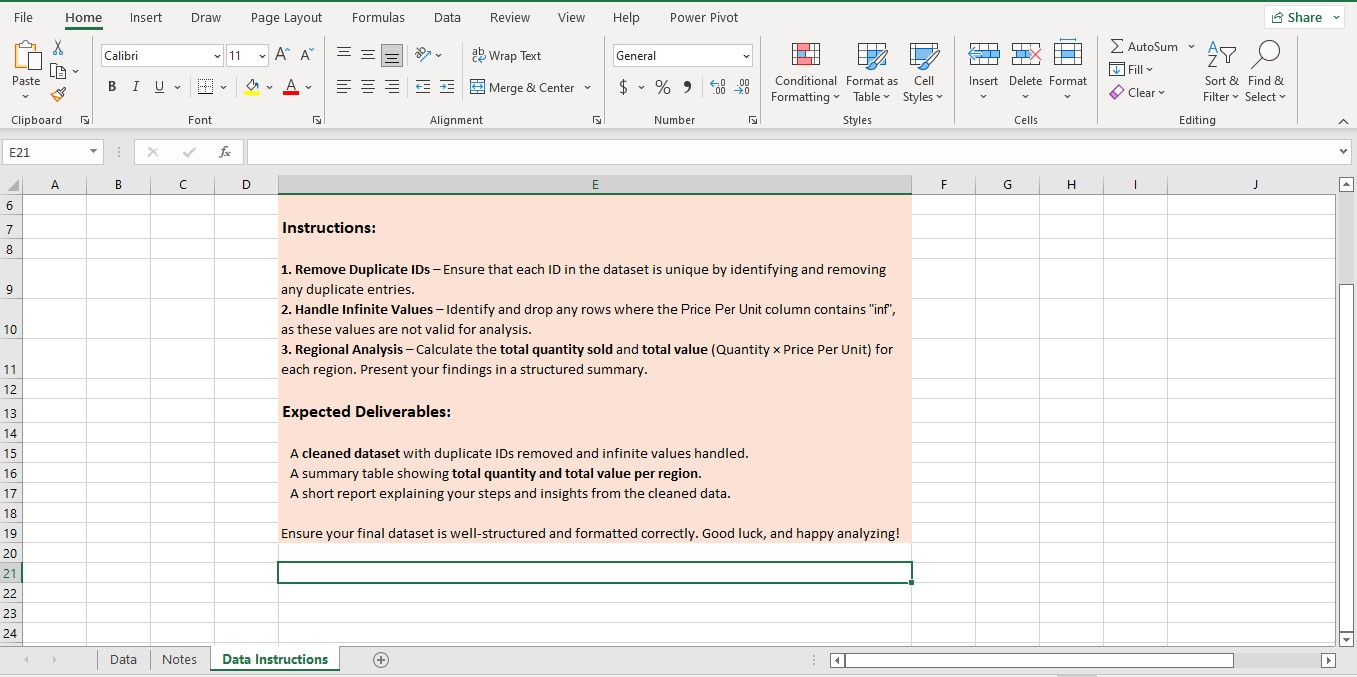 File Home Insert Draw Page Layout Formulas Data Review View Help Power Pivot Share
Calibri 11 ab Wrap Text General AutoSum
Paste Conditional Format as Cell Insert Delete Format Fill Sort & Find &
B I U A Merge & Center $ % Formatting Table Styles Clear Filter Select
Clipboard Font Alignment Number Styles Cells Editing
E21 fx
A B C D E F G H I J
6
7 Instructions:
8
1. Remove Duplicate IDs – Ensure that each ID in the dataset is unique by identifying and removing
9 any duplicate entries.
2. Handle Infinite Values – Identify and drop any rows where the Price Per Unit column contains "inf",
10 as these values are not valid for analysis.
3. Regional Analysis – Calculate the total quantity sold and total value (Quantity × Price Per Unit) for
11 each region. Present your findings in a structured summary.
12
13 Expected Deliverables:
14
15 A cleaned dataset with duplicate IDs removed and infinite values handled.
16 A summary table showing total quantity and total value per region.
17 A short report explaining your steps and insights from the cleaned data.
18
19 Ensure your final dataset is well-structured and formatted correctly. Good luck, and happy analyzing!
20
21
22
23
24
Data Notes Data Instructions